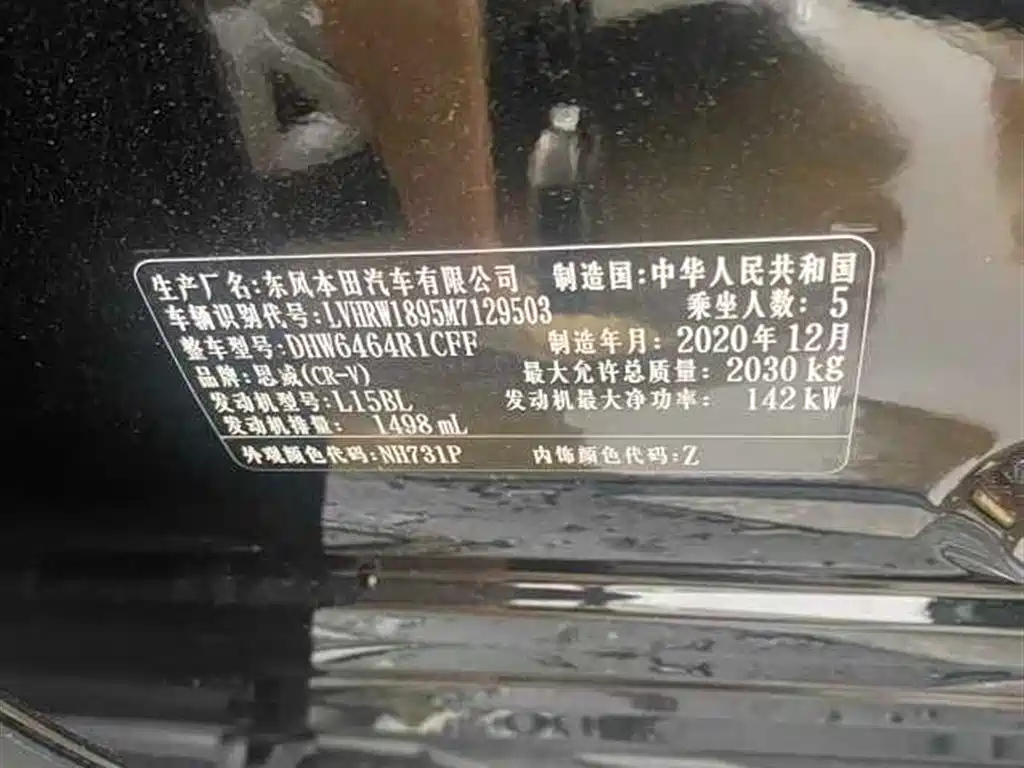 生产厂名:东风本田汽车有限公司 制造国:中华人民共和国
车辆识别代号:LVHRW1895M7129503 乘坐人数: 5
整车型号:DHW6464R1CFF 制造年月: 2020年12月
品牌:思威(CR-V) 最大允许总质量: 2030 kg
发动机型号:L15BL 发动机最大净功率: 142 kW
发动机排量: 1498 mL
外观颜色代码:NH731P 内饰颜色代码:Z